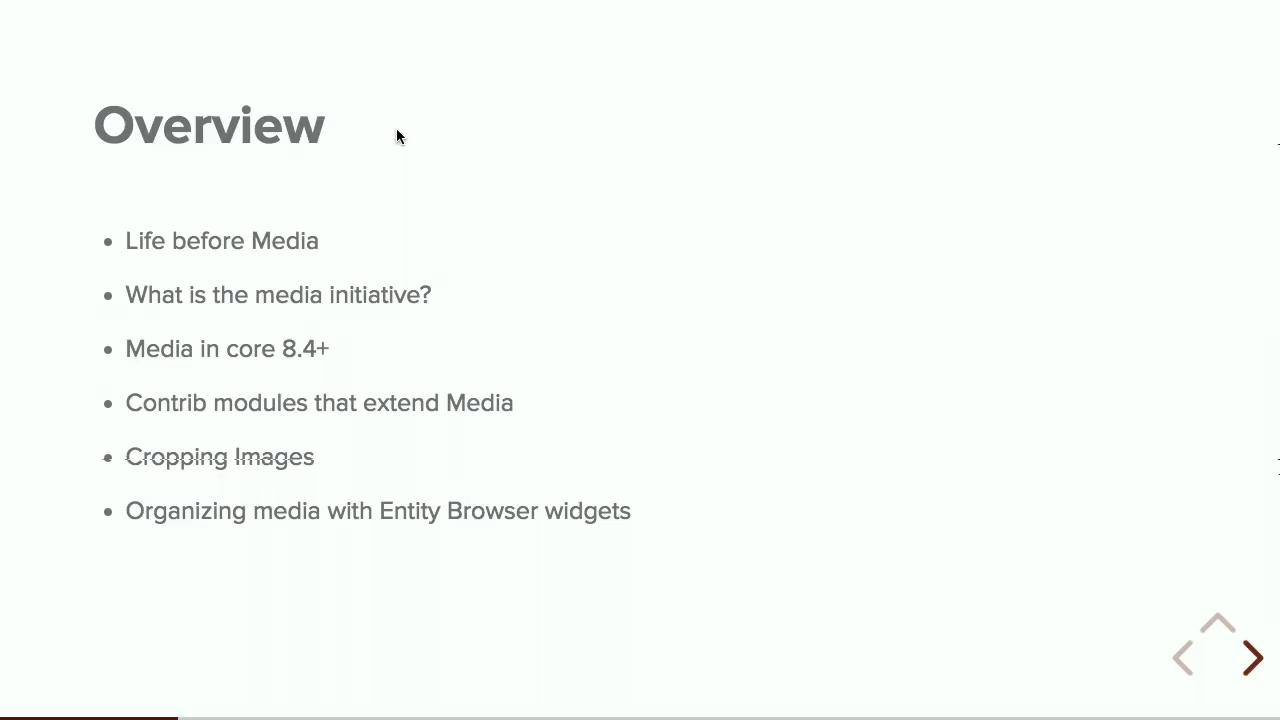 Overview
Life before Media
What is the media initiative?
Media in core 8.4+
Contrib modules that extend Media
Cropping Images
Organizing media with Entity Browser widgets